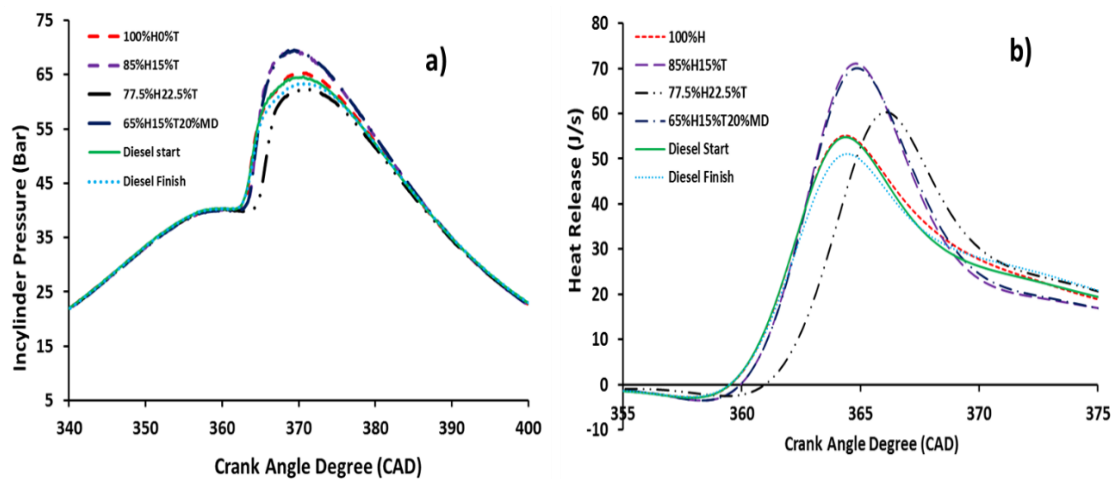 a)
Incylinder Pressure (Bar)
75
65
55
45
35
25
15
5
100%H0%T
85%H15%T
77.5%H22.5%T
65%H15%T20%MD
Diesel start
Diesel Finish
340 350 360 370 380 390 400
Crank Angle Degree (CAD)
b)
Heat Release (J/s)
80
70
60
50
40
30
20
10
0
-10
100%H
85%H15%T
77.5%H22.5%T
65%H15%T20%MD
Diesel Start
Diesel Finish
355 360 365 370 375
Crank Angle Degree (CAD)